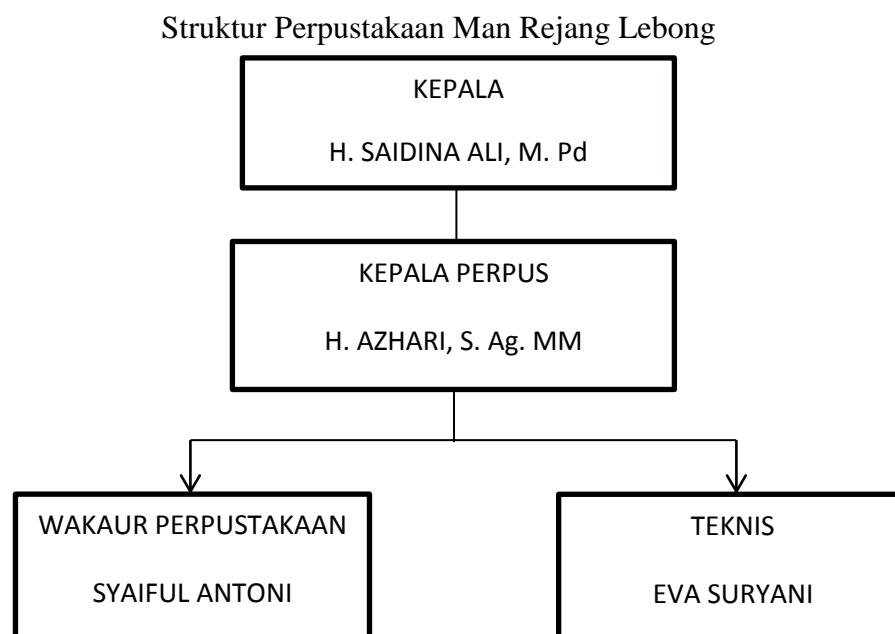 Struktur Perpustakaan Man Rejang Lebong
KEPALA
H. SAIDINA ALI, M. Pd
KEPALA PERPUS
H. AZHARI, S. Ag. MM
WAKAUR PERPUSTAKAAN
SYAIFUL ANTONI
TEKNIS
EVA SURYANI